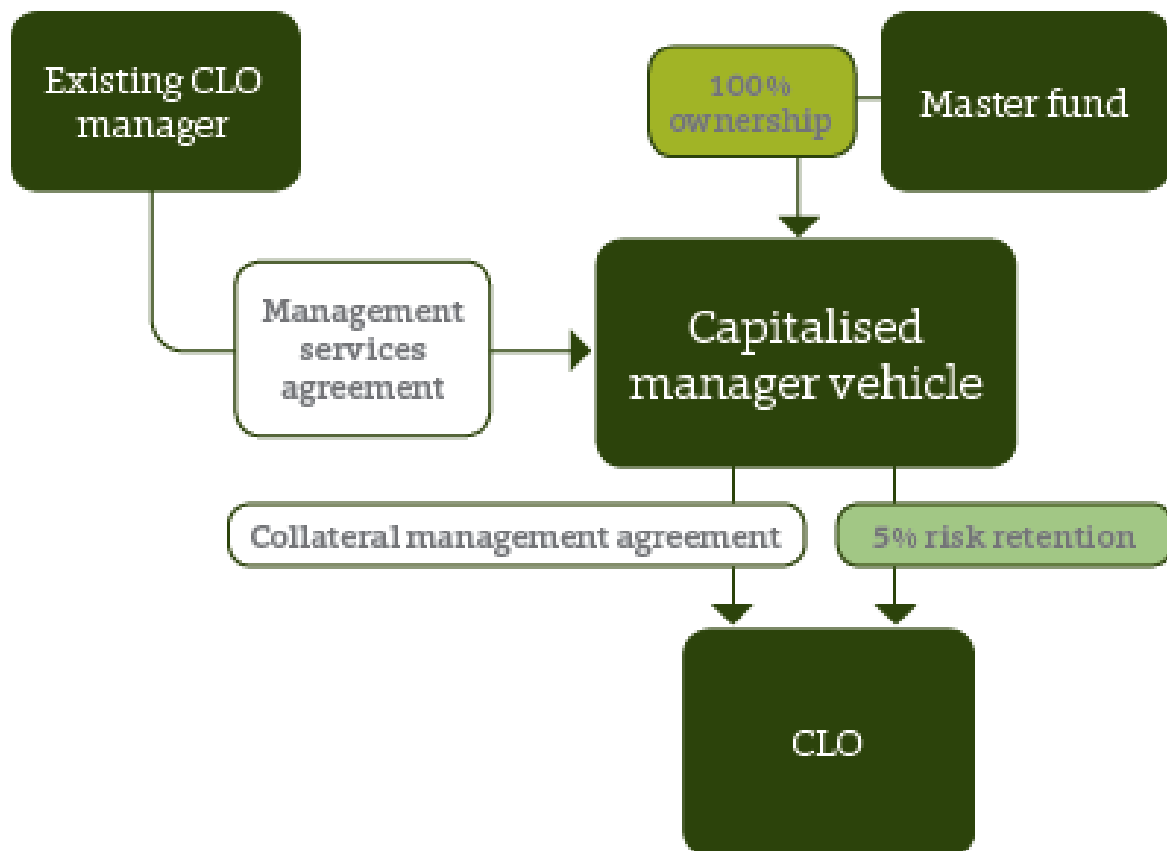 Existing CLO
manager
100%
ownership
Master fund
Management
services
agreement
Capitalised
manager vehicle
Collateral management agreement
5% risk retention
CLO